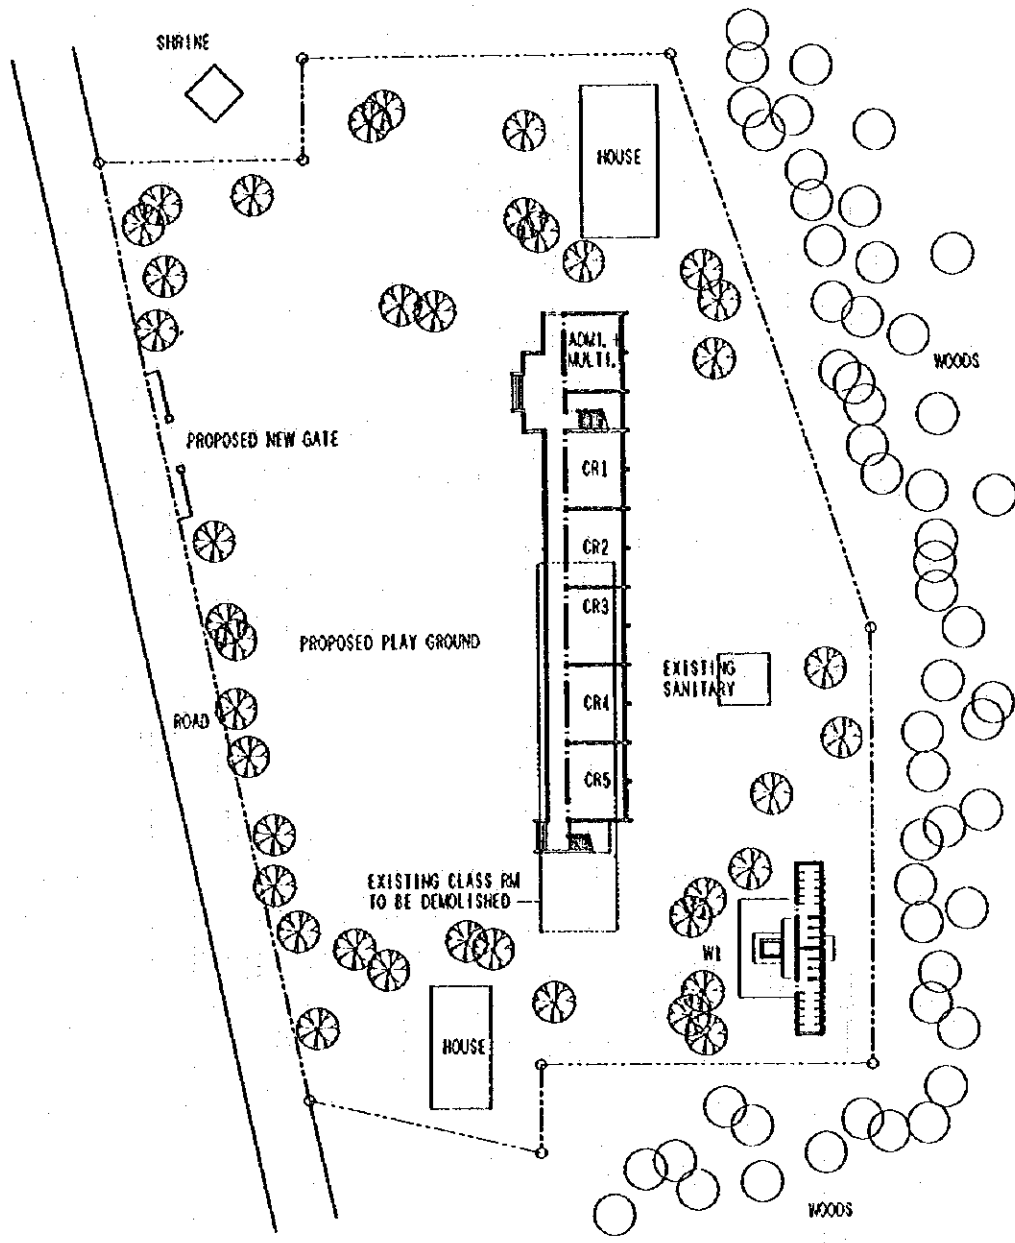 SHRINE
HOUSE
ADMI. +
MULTI.
WOODS
PROPOSED NEW GATE
CR1
CR2
CR3
PROPOSED PLAY GROUND
EXISTING
SANITARY
CR4
ROAD
CR5
EXISTING CLASS RM
TO BE DEMOLISHED
W1
HOUSE
WOODS